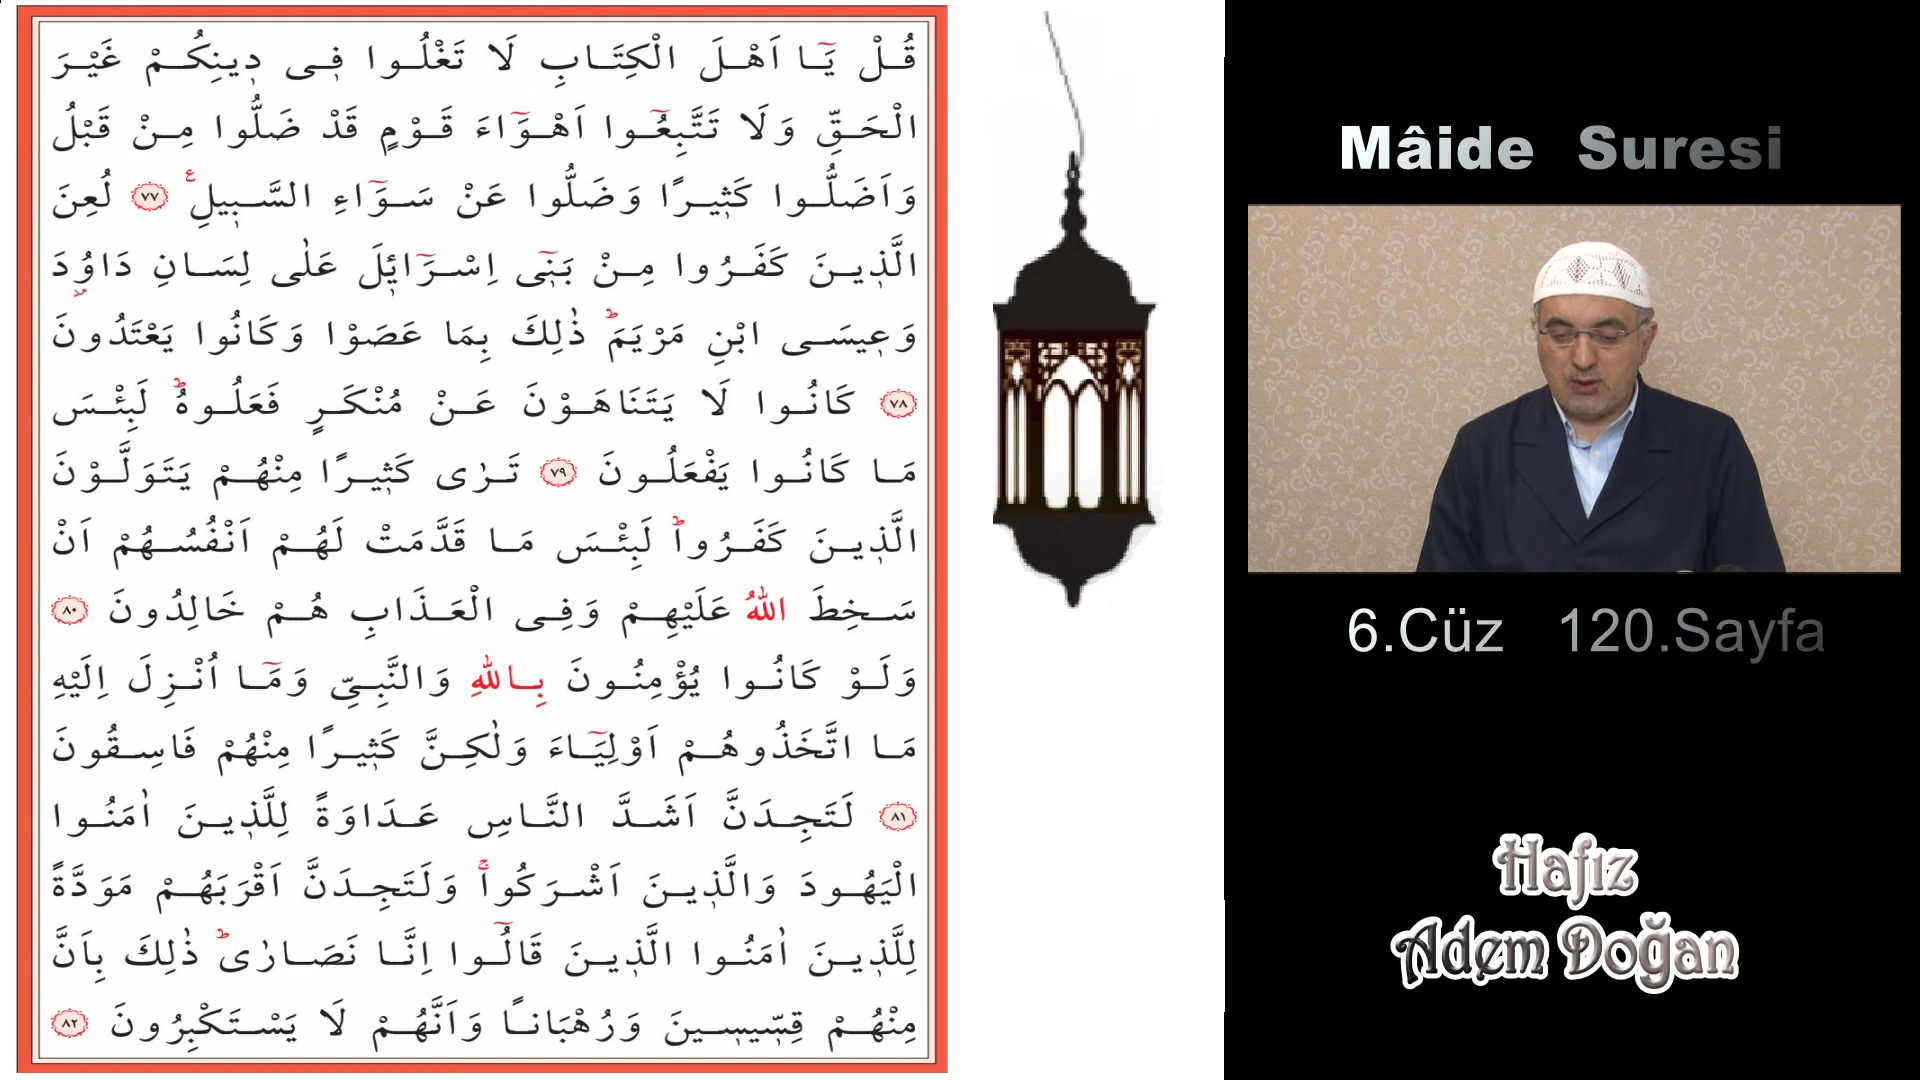 قُلْ يَٓا اَهْلَ الْكِتَابِ لَا تَغْلُوا ف۪ى د۪ينِكُمْ غَيْرَ
الْحَقِّ وَلَا تَتَّبِعُٓوا اَهْوَٓاءَ قَوْمٍ قَدْ ضَلُّوا مِنْ قَبْلُ
وَاَضَلُّوا كَث۪يرًا وَضَلُّوا عَنْ سَوَٓاءِ السَّب۪يلِ ۟ ﴿٧٧﴾ لُعِنَ
الَّذ۪ينَ كَفَرُوا مِنْ بَن۪ٓى اِسْرَٓائ۪لَ عَلٰى لِسَانِ دَاوُ۫دَ
وَع۪يسَى ابْنِ مَرْيَمَۜ ذٰلِكَ بِمَا عَصَوْا وَكَانُوا يَعْتَدُونَ
﴿٧٨﴾ كَانُوا لَا يَتَنَاهَوْنَ عَنْ مُنْكَرٍ فَعَلُوهُۜ لَبِئْسَ
مَا كَانُوا يَفْعَلُونَ ﴿٧٩﴾ تَرٰى كَث۪يرًا مِنْهُمْ يَتَوَلَّوْنَ
الَّذ۪ينَ كَفَرُواۜ لَبِئْسَ مَا قَدَّمَتْ لَهُمْ اَنْفُسُهُمْ اَنْ
سَخِطَ اللّٰهُ عَلَيْهِمْ وَفِى الْعَذَابِ هُمْ خَالِدُونَ ﴿٨٠﴾
وَلَوْ كَانُوا يُؤْمِنُونَ بِاللّٰهِ وَالنَّبِىِّ وَمَٓا اُنْزِلَ اِلَيْهِ
مَا اتَّخَذُوهُمْ اَوْلِيَٓاءَ وَلٰكِنَّ كَث۪يرًا مِنْهُمْ فَاسِقُونَ
﴿٨١﴾ لَتَجِدَنَّ اَشَدَّ النَّاسِ عَدَاوَةً لِلَّذ۪ينَ اٰمَنُوا
الْيَهُودَ وَالَّذ۪ينَ اَشْرَكُواۚ وَلَتَجِدَنَّ اَقْرَبَهُمْ مَوَدَّةً
لِلَّذ۪ينَ اٰمَنُوا الَّذ۪ينَ قَالُٓوا اِنَّا نَصَارٰىۜ ذٰلِكَ بِاَنَّ
مِنْهُمْ قِسّ۪يس۪ينَ وَرُهْبَانًا وَاَنَّهُمْ لَا يَسْتَكْبِرُونَ ﴿٨٢﴾
Mâide Suresi
6.Cüz 120.Sayfa
Hafız
Adem Doğan